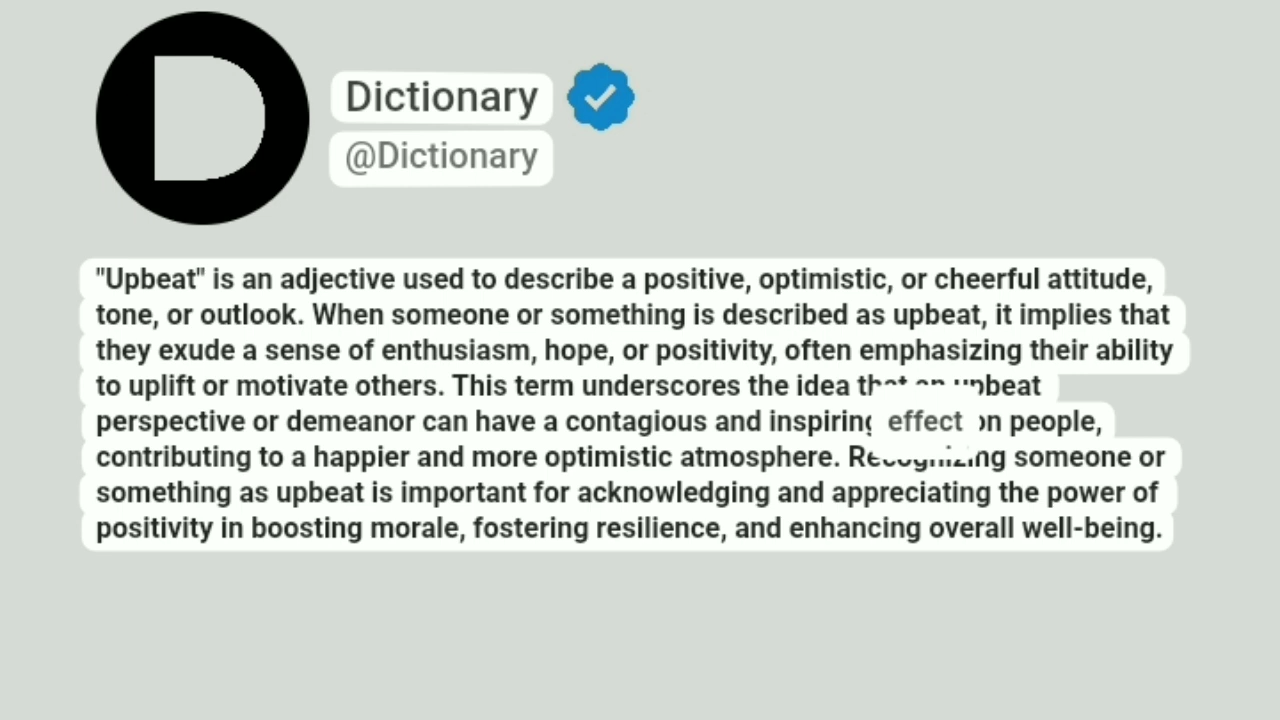 D
Dictionary
@Dictionary
"Upbeat" is an adjective used to describe a positive, optimistic, or cheerful attitude,
tone, or outlook. When someone or something is described as upbeat, it implies that
they exude a sense of enthusiasm, hope, or positivity, often emphasizing their ability
to uplift or motivate others. This term underscores the idea that an upbeat
perspective or demeanor can have a contagious and inspiring effect on people,
contributing to a happier and more optimistic atmosphere. Recognizing someone or
something as upbeat is important for acknowledging and appreciating the power of
positivity in boosting morale, fostering resilience, and enhancing overall well-being.